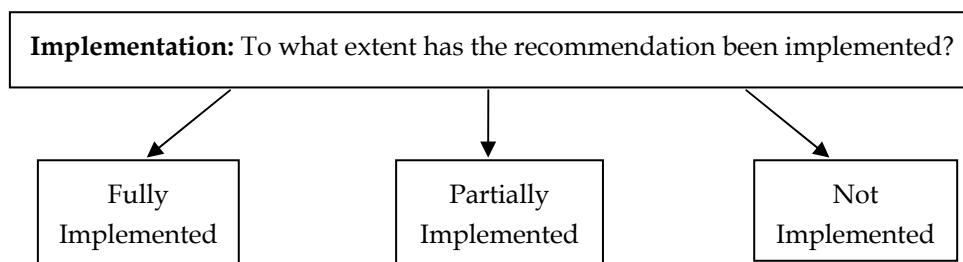 Implementation: To what extent has the recommendation been implemented?
Fully
Implemented
Partially
Implemented
Not
Implemented